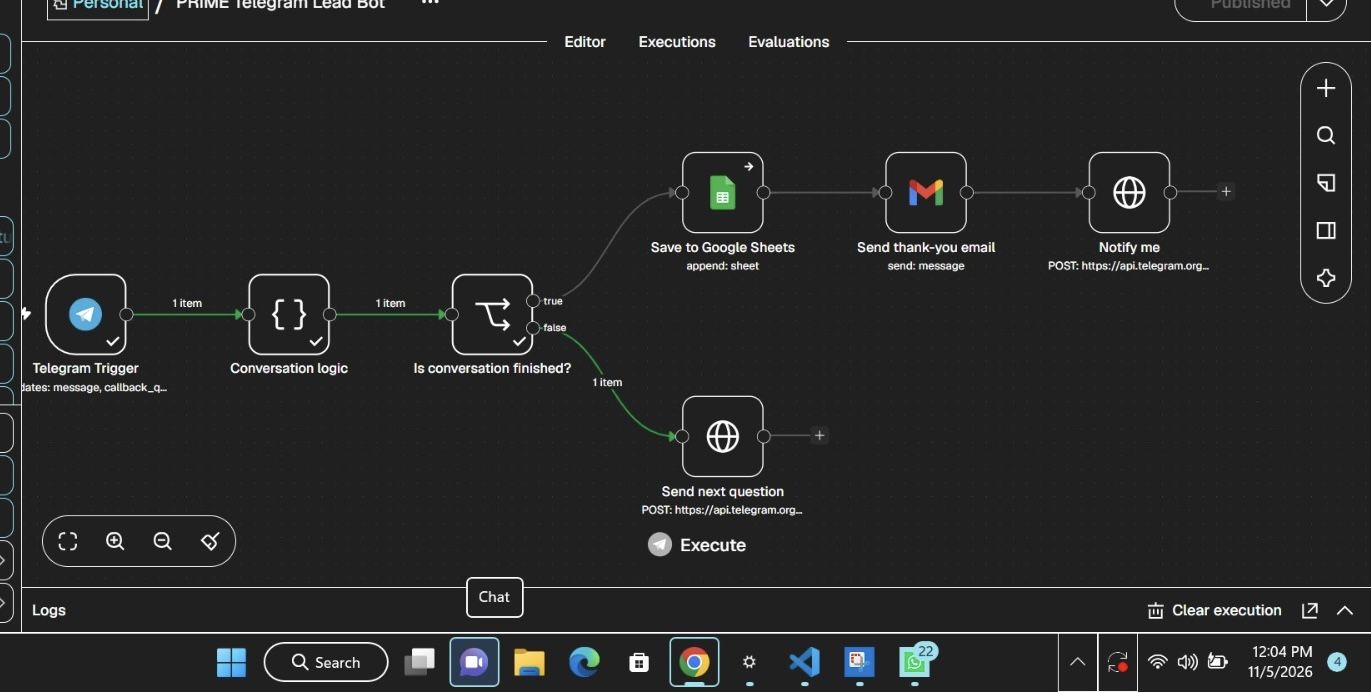 Personal / PRIME Telegram Lead Bot ...
Published
Editor Executions Evaluations
Save to Google Sheets
append: sheet
Send thank-you email
send: message
Notify me
POST: https://api.telegram.org...
true
false
1 item
1 item
1 item
Telegram Trigger
dates: message, callback_q...
Conversation logic
Is conversation finished?
Send next question
POST: https://api.telegram.org...
Execute
Chat
Logs
Clear execution
Search
22
12:04 PM
11/5/2026
4